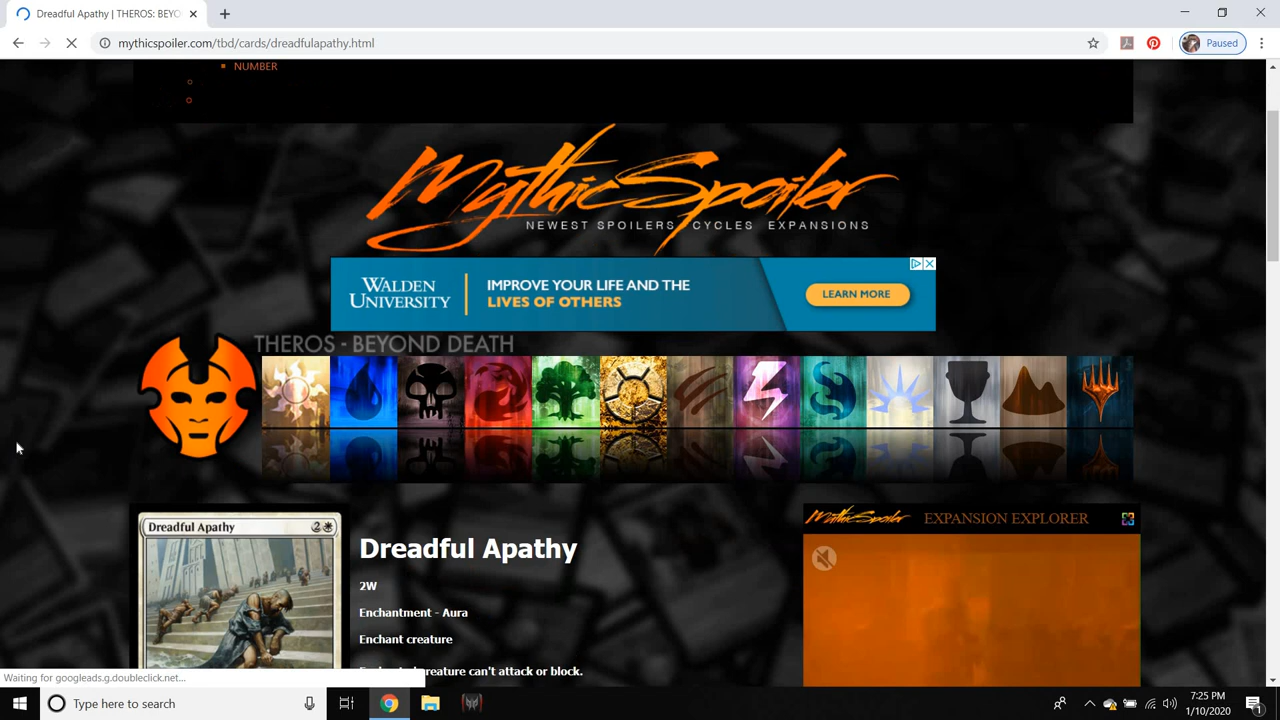 Dreadful Apathy | THEROS: BEYO
mythicspoiler.com/tbd/cards/dreadfulapathy.html
Paused
NUMBER
MythicSpoiler
NEWEST SPOILERS CYCLES EXPANSIONS
WALDEN UNIVERSITY
IMPROVE YOUR LIFE AND THE
LIVES OF OTHERS
LEARN MORE
THEROS - BEYOND DEATH
Dreadful Apathy 2
MythicSpoiler EXPANSION EXPLORER
Dreadful Apathy
2W
Enchantment - Aura
Enchant creature
creature can't attack or block.
Waiting for googleads.g.doubleclick.net...
Type here to search
7:25 PM
1/10/2020
1